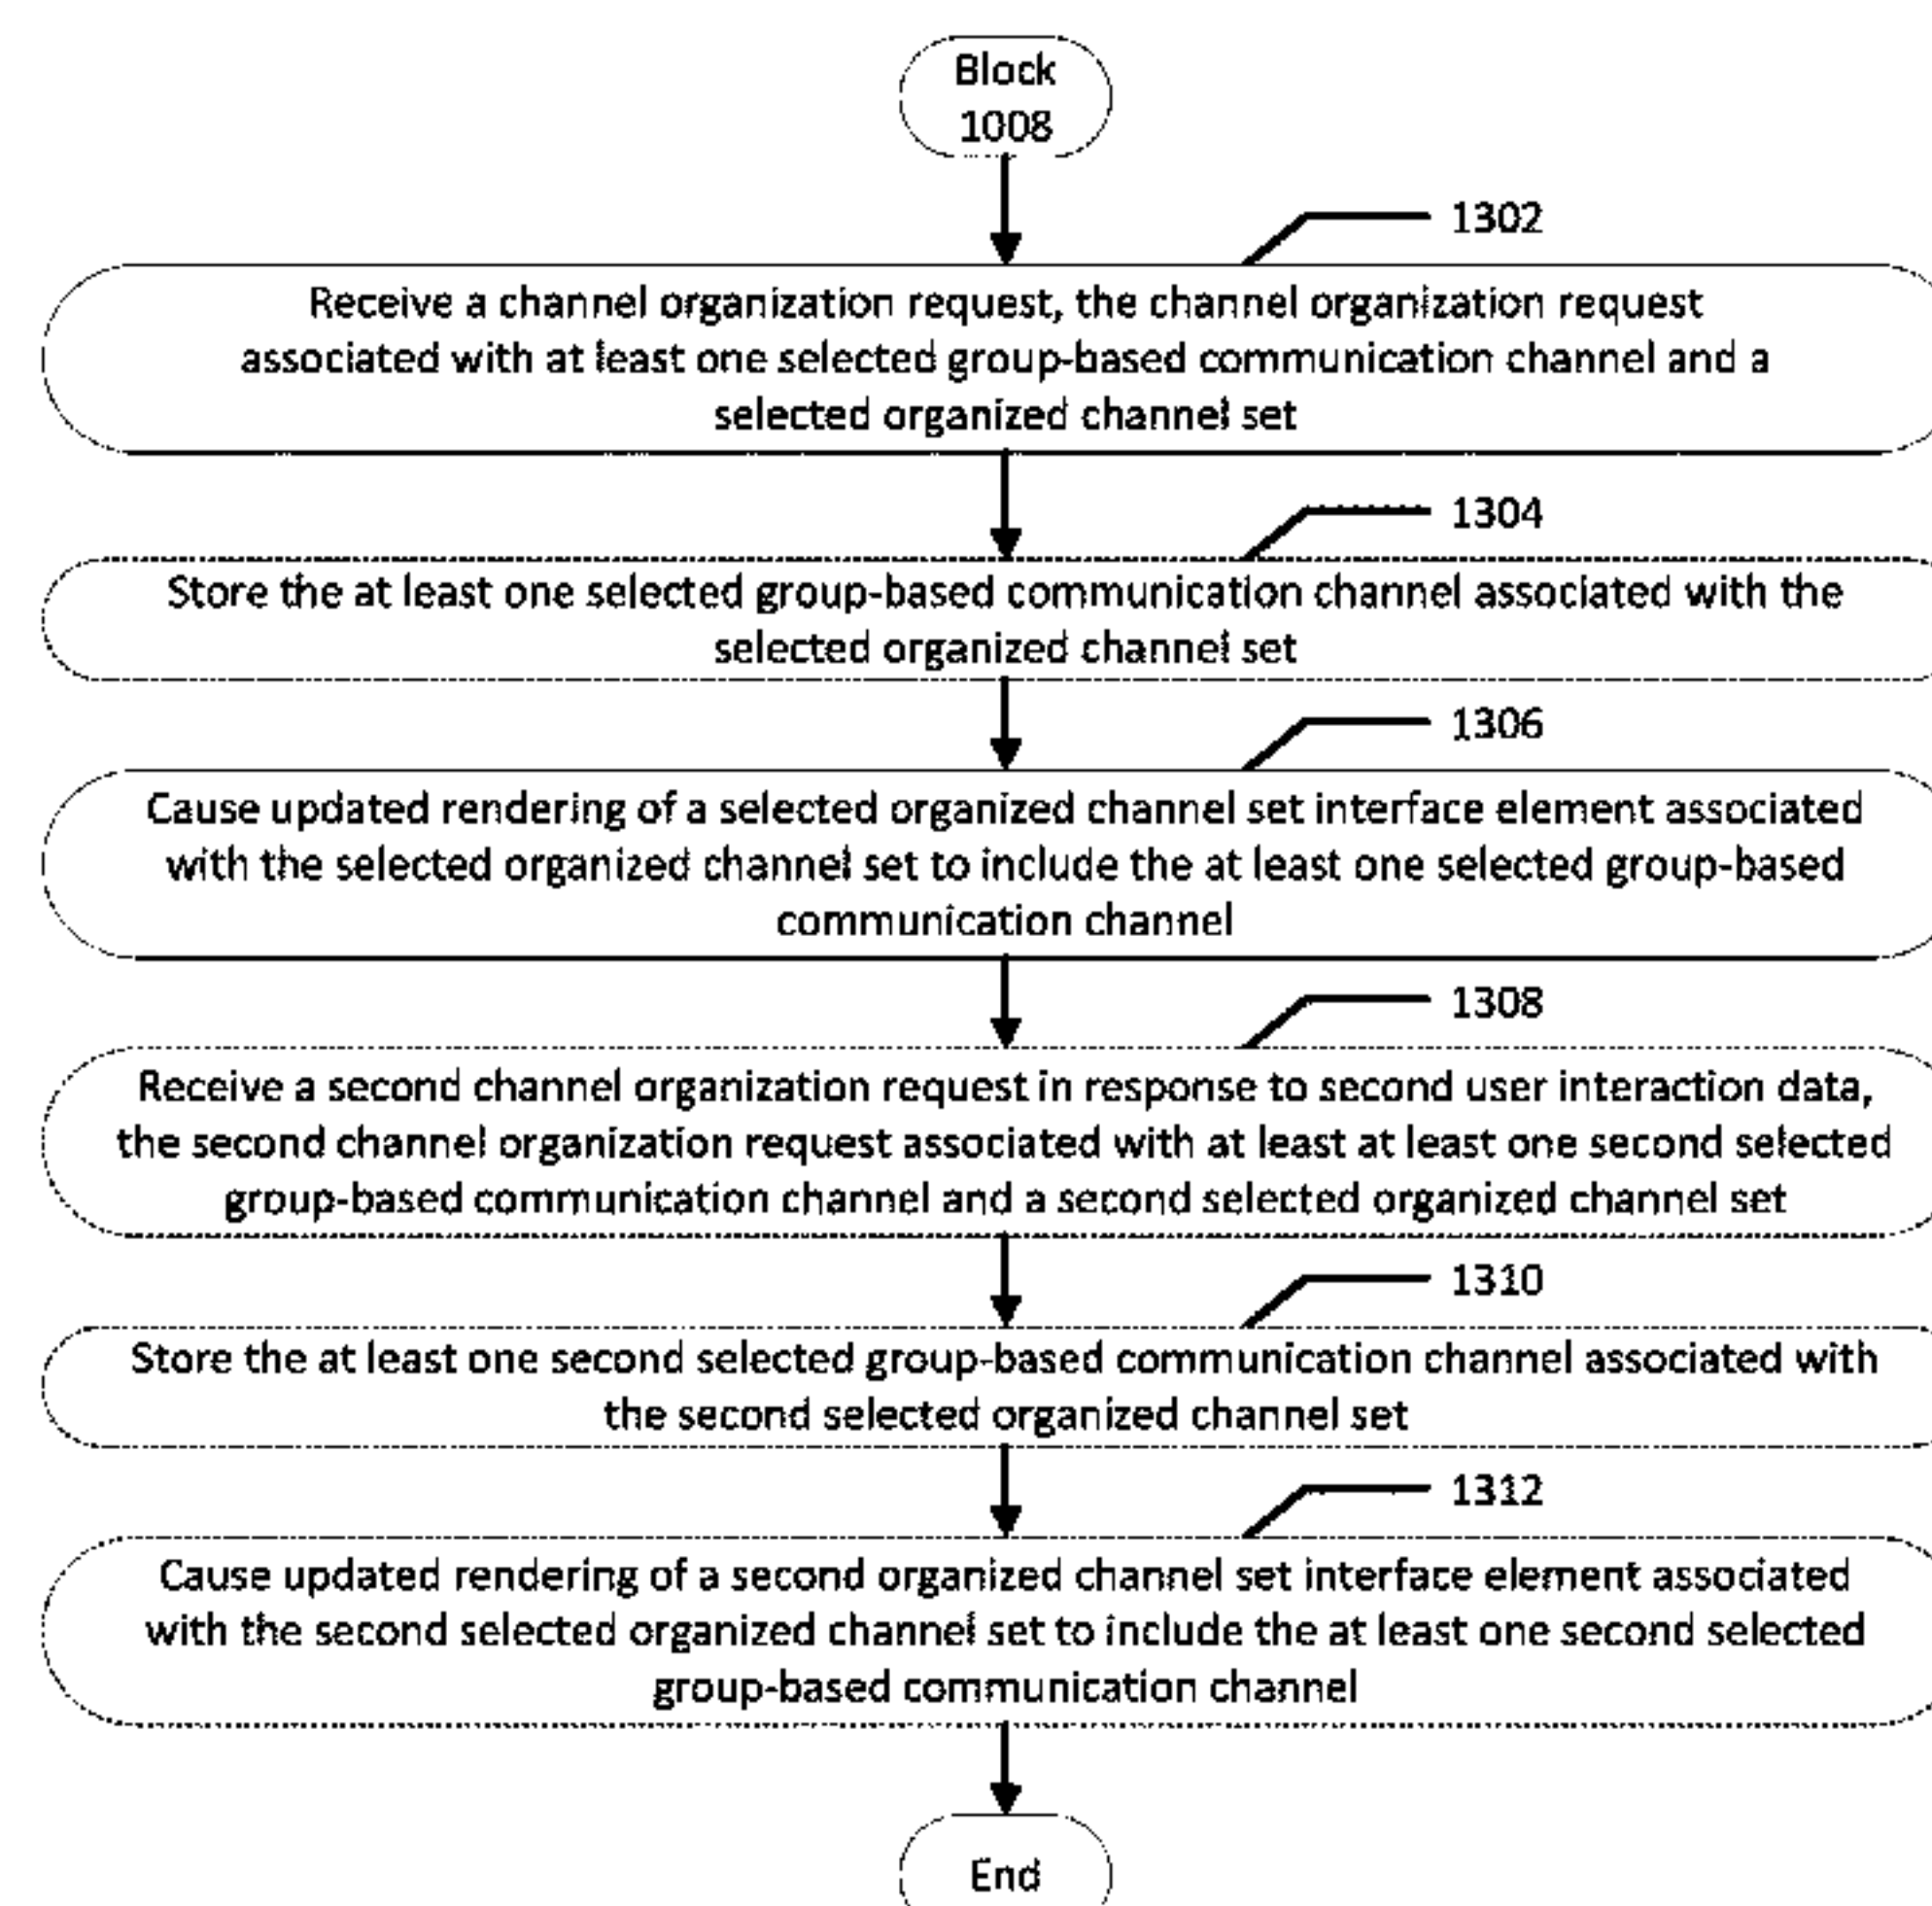 Block
1008
1302
Receive a channel organization request, the channel organization request
associated with at least one selected group-based communication channel and a
selected organized channel set
1304
Store the at least one selected group-based communication channel associated with the
selected organized channel set
1306
Cause updated rendering of a selected organized channel set interface element associated
with the selected organized channel set to include the at least one selected group-based
communication channel
1308
Receive a second channel organization request in response to second user interaction data,
the second channel organization request associated with at least at least one second selected
group-based communication channel and a second selected organized channel set
1310
Store the at least one second selected group-based communication channel associated with
the second selected organized channel set
1312
Cause updated rendering of a second organized channel set interface element associated
with the second selected organized channel set to include the at least one second selected
group-based communication channel
End